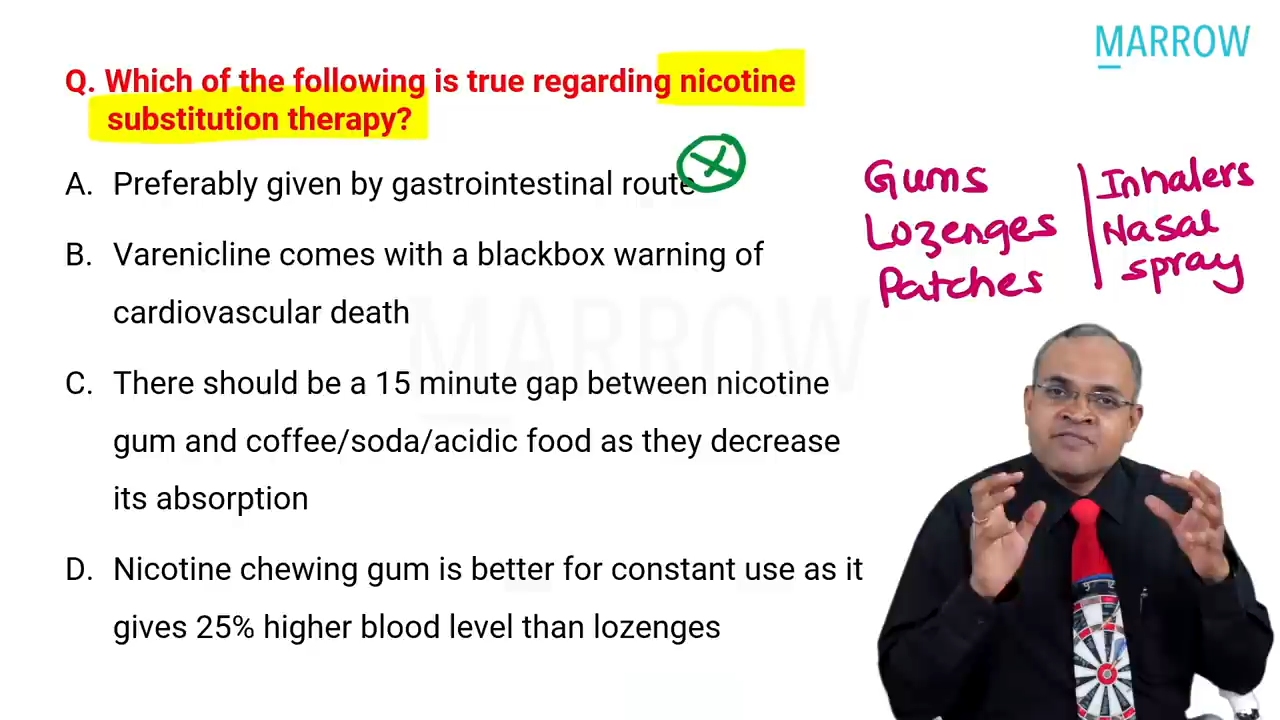 MARROW
Q. Which of the following is true regarding nicotine
substitution therapy?
A. Preferably given by gastrointestinal route
B. Varenicline comes with a blackbox warning of
cardiovascular death
C. There should be a 15 minute gap between nicotine
gum and coffee/soda/acidic food as they decrease
its absorption
D. Nicotine chewing gum is better for constant use as it
gives 25% higher blood level than lozenges
Gums
Lozenges
Patches
Inhalers
Nasal
spray
MARROW